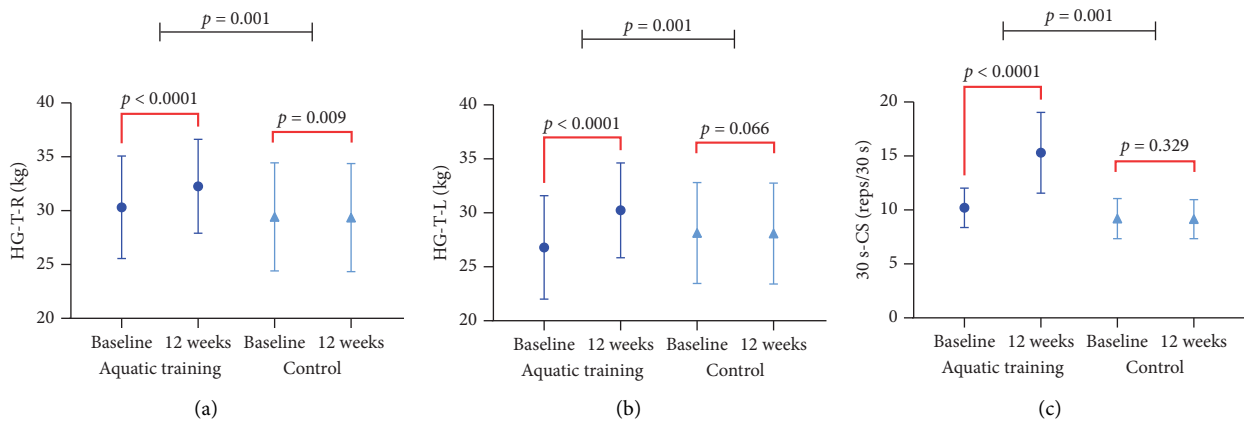 p = 0.001
p < 0.0001
p = 0.009
HG-T-R (kg)
40
35
30
25
20
Baseline 12 weeks Baseline 12 weeks
Aquatic training Control
(a)
p = 0.001
p < 0.0001
p = 0.066
HG-T-L (kg)
40
35
30
25
20
Baseline 12 weeks Baseline 12 weeks
Aquatic training Control
(b)
p = 0.001
p < 0.0001
p = 0.329
30 s-CS (reps/30 s)
20
15
10
5
0
Baseline 12 weeks Baseline 12 weeks
Aquatic training Control
(c)